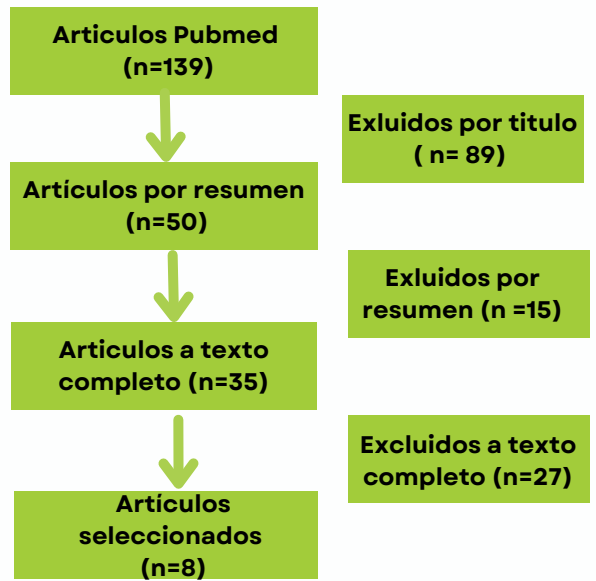 Articulos Pubmed
(n=139)
Exluidos por titulo
( n= 89)
Artículos por resumen
(n=50)
Exluidos por
resumen (n =15)
Articulos a texto
completo (n=35)
Excluidos a texto
completo (n=27)
Artículos
seleccionados
(n=8)